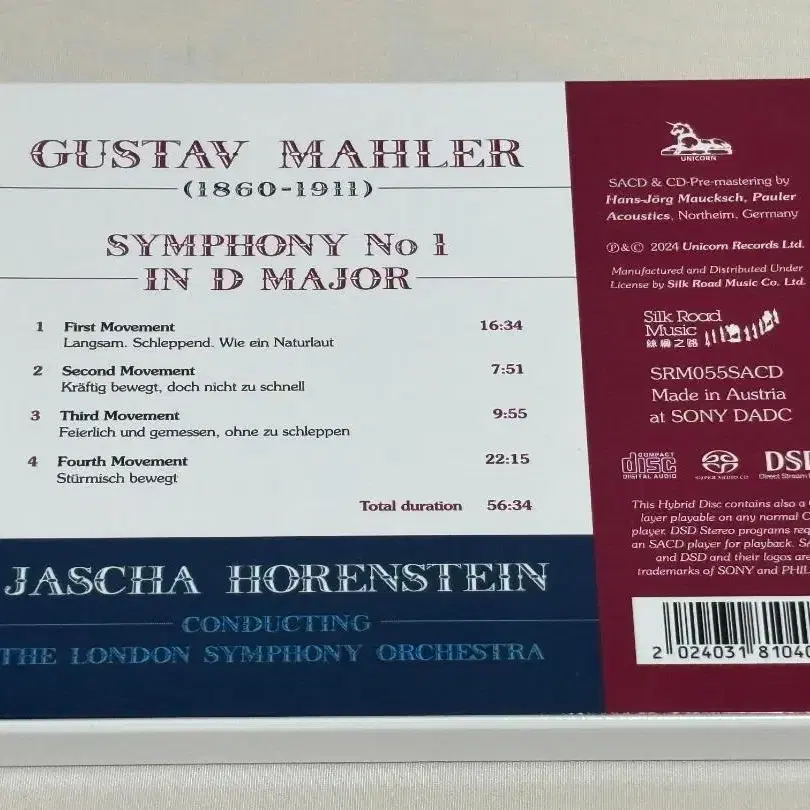 GUSTAV MAHLER
(1860-1911)
SYMPHONY No 1
IN D MAJOR
1 First Movement 16:34
Langsam. Schleppend. Wie ein Naturlaut
2 Second Movement 7:51
Kräftig bewegt, doch nicht zu schnell
3 Third Movement 9:55
Feierlich und gemessen, ohne zu schleppen
4 Fourth Movement 22:15
Stürmisch bewegt
Total duration 56:34
JASCHA HORENSTEIN
CONDUCTING
THE LONDON SYMPHONY ORCHESTRA
UNICORN
SACD & CD-Pre-mastering by
Hans-Jörg Maucksch, Pauler
Acoustics, Northeim, Germany
℗&© 2024 Unicorn Records Ltd.
Manufactured and Distributed Under
License by Silk Road Music Co. Ltd.
Silk Road
Music
絲綢之路
SRM055SACD
Made in Austria
at SONY DADC
COMPACT
disc
DIGITAL AUDIO
SUPER AUDIO CD
DSD
Direct Stream
This Hybrid Disc contains also a
layer playable on any normal
player. DSD Stereo programs
an SACD player for playback.
and DSD and their logos are
trademarks of SONY and
2 024031 81040